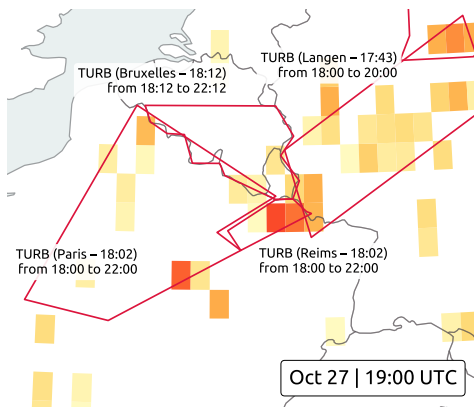 TURB (Langen – 17:43)
from 18:00 to 20:00
TURB (Bruxelles – 18:12)
from 18:12 to 22:12
TURB (Paris – 18:02)
from 18:00 to 22:00
TURB (Reims – 18:02)
from 18:00 to 22:00
Oct 27 | 19:00 UTC